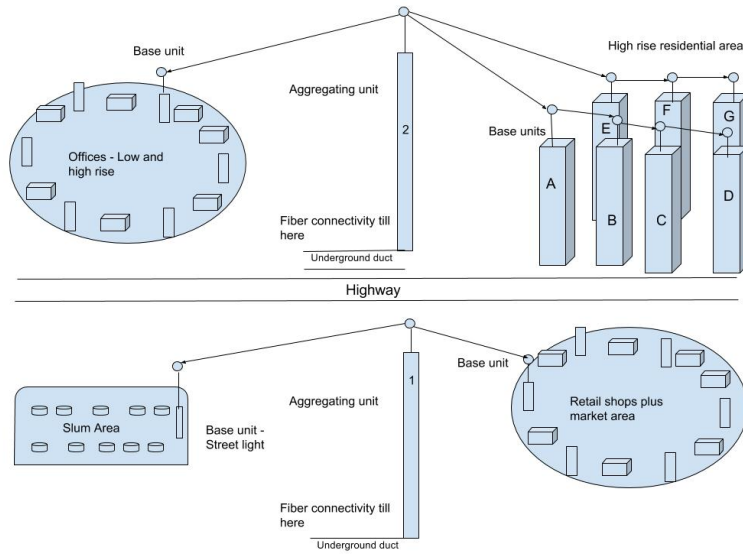 Base unit
High rise residential area
Aggregating unit
2
Base units
E
F
G
A
B
C
D
Offices - Low and
high rise
Fiber connectivity till
here
Underground duct
Highway
Base unit
1
Aggregating unit
Retail shops plus
market area
Slum Area
Base unit -
Street light
Fiber connectivity till
here
Underground duct